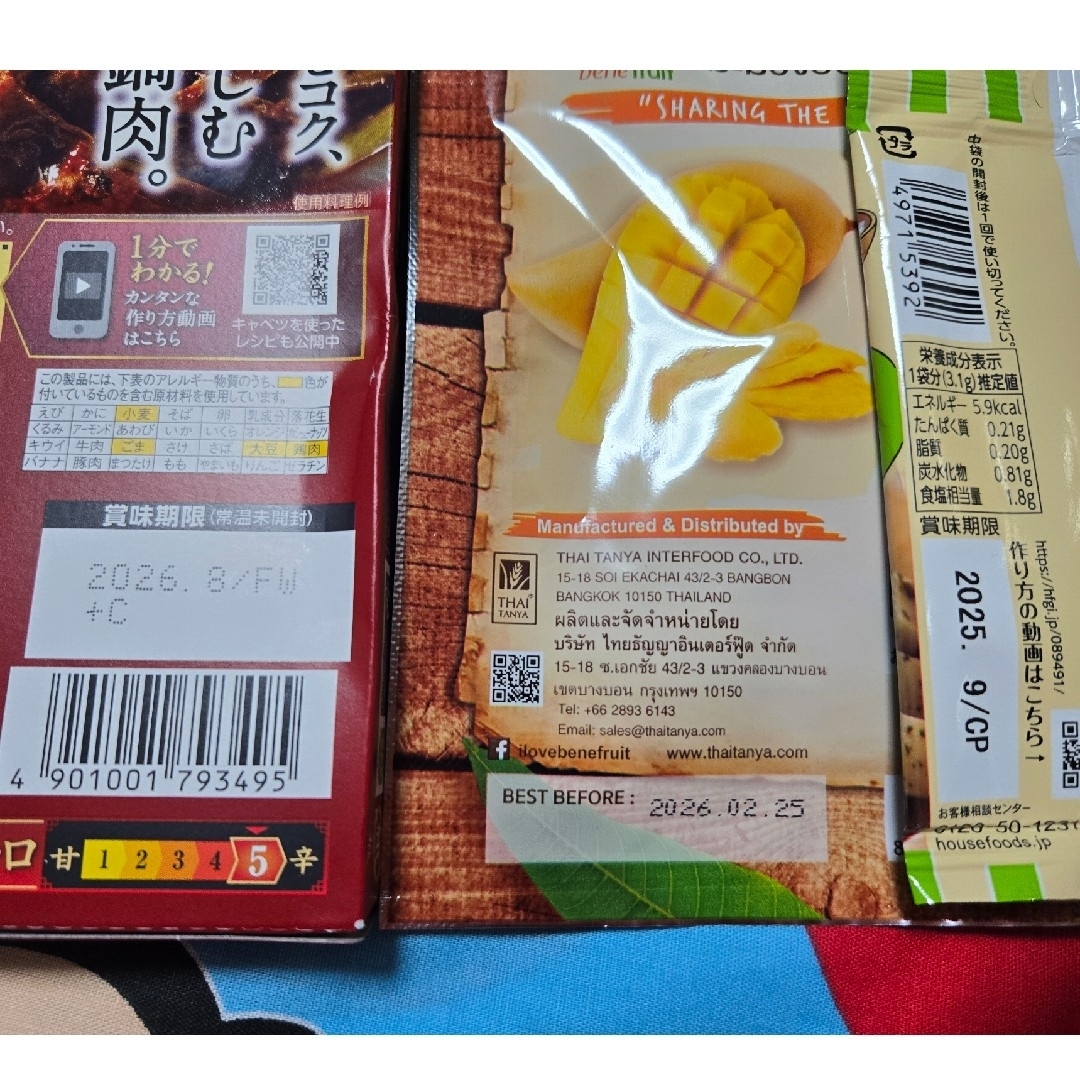 コク、
しむ
鍋肉。
使用料理例
1分で
わかる!
カンタンな
作り方動画
はこちら
キャベツを使った
レシピも公開中
この製品には、下表のアレルギー物質のうち、色が
付いているものを含む原材料を使用しています。
えび かに 小麦 そば 卵 乳成分 落花生
くるみ アーモンド あわび いか いくら オレンジ
キウイ 牛肉 ごま さけ さば 大豆 鶏肉
バナナ 豚肉 まつたけ もも やまいも りんご ゼラチン
賞味期限(常温未開封)
2026. 8/FW
+C
4 901001 793495
口 甘 1 2 3 4 5 辛
benefruit
"SHARING THE
Manufactured & Distributed by
THAI TANYA INTERFOOD CO., LTD.
15-18 SOI EKACHAI 43/2-3 BANGBON
BANGKOK 10150 THAILAND
THAI
TANYA
ผลิตและจัดจำหน่ายโดย
บริษัท ไทยธัญญาอินเตอร์ฟู๊ด จำกัด
15-18 ซ.เอกชัย 43/2-3 แขวงคลองบางบอน
เขตบางบอน กรุงเทพฯ 10150
Tel: +66 2893 6143
Email: sales@thaitanya.com
f ilovebenefruit www.thaitanya.com
BEST BEFORE : 2026.02.25
8
プラ
中袋の開封後は1回で使い切ってください。
4971 5392
栄養成分表示
1袋分(3.1g)推定値
エネルギー 5.9kcal
たんぱく質 0.21g
脂質 0.20g
炭水化物 0.81g
食塩相当量 1.8g
賞味期限
2025. 9/CP
https://hfgi.jp/089491/
作り方の動画はこちら→
お客様相談センター
0120-50-1231
housefoods.jp